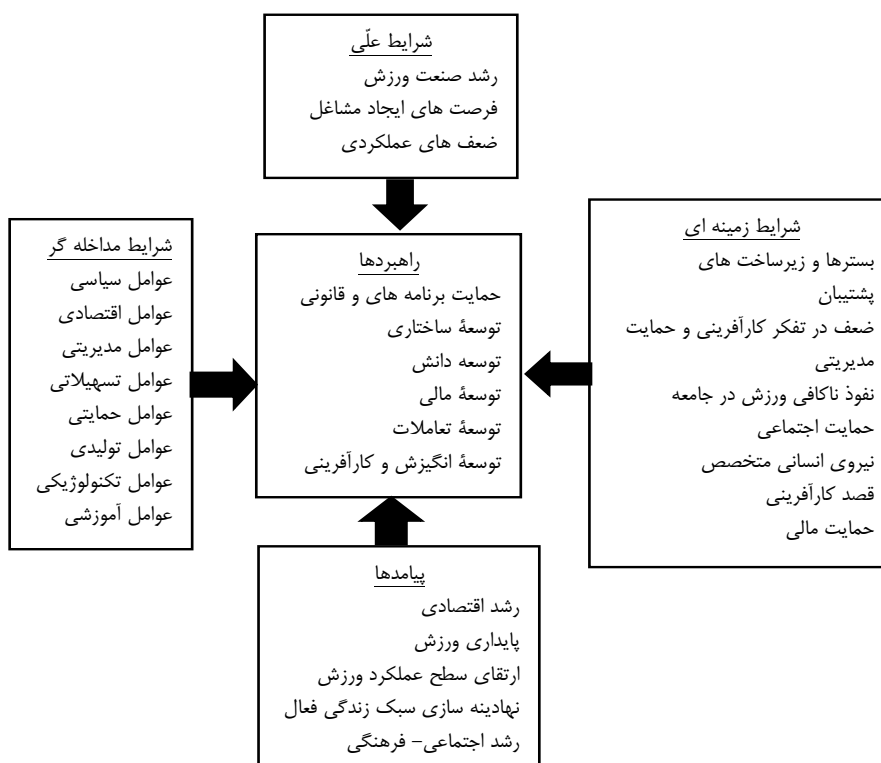 شرایط علّی
رشد صنعت ورزش
فرصت های ایجاد مشاغل
ضعف های عملکردی
شرایط زمینه ای
بسترها و زیرساخت های
پشتیبان
ضعف در تفکر کارآفرینی و حمایت
مدیریتی
نفوذ ناکافی ورزش در جامعه
حمایت اجتماعی
نیروی انسانی متخصص
قصد کارآفرینی
حمایت مالی
راهبردها
حمایت برنامه های و قانونی
توسعۀ ساختاری
توسعه دانش
توسعۀ مالی
توسعۀ تعاملات
توسعۀ انگیزش و کارآفرینی
شرایط مداخله گر
عوامل سیاسی
عوامل اقتصادی
عوامل مدیریتی
عوامل تسهیلاتی
عوامل حمایتی
عوامل تولیدی
عوامل تکنولوژیکی
عوامل آموزشی
پیامدها
رشد اقتصادی
پایداری ورزش
ارتقای سطح عملکرد ورزش
نهادینه سازی سبک زندگی فعال
رشد اجتماعی– فرهنگی